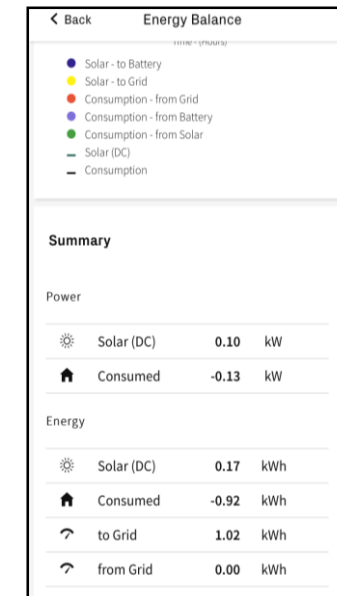 Back Energy Balance
Time - (Hours)
Solar - to Battery
Solar - to Grid
Consumption - from Grid
Consumption - from Battery
Consumption - from Solar
Solar (DC)
Consumption
Summary
Power
Solar (DC) 0.10 kW
Consumed -0.13 kW
Energy
Solar (DC) 0.17 kWh
Consumed -0.92 kWh
to Grid 1.02 kWh
from Grid 0.00 kWh